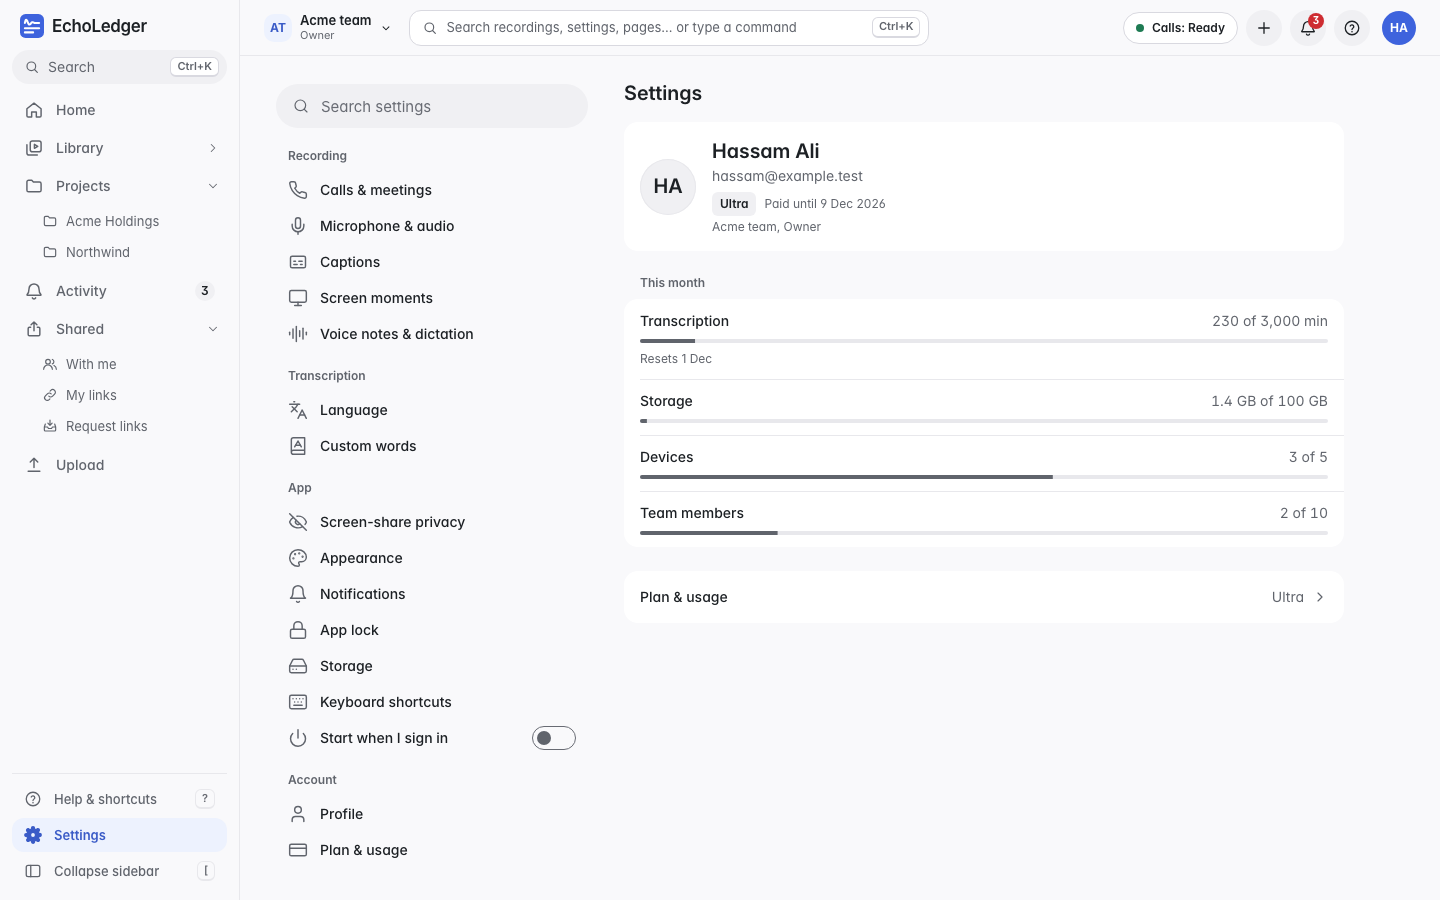 EchoLedger
Search Ctrl+K
Home
Library
Projects
Acme Holdings
Northwind
Activity 3
Shared
With me
My links
Request links
Upload
Help & shortcuts ?
Settings
Collapse sidebar [
AT Acme team
Owner
Search recordings, settings, pages... or type a command Ctrl+K
Calls: Ready
3
HA
Search settings
Recording
Calls & meetings
Microphone & audio
Captions
Screen moments
Voice notes & dictation
Transcription
Language
Custom words
App
Screen-share privacy
Appearance
Notifications
App lock
Storage
Keyboard shortcuts
Start when I sign in
Account
Profile
Plan & usage
Settings
HA
Hassam Ali
hassam@example.test
Ultra Paid until 9 Dec 2026
Acme team, Owner
This month
Transcription 230 of 3,000 min
Resets 1 Dec
Storage 1.4 GB of 100 GB
Devices 3 of 5
Team members 2 of 10
Plan & usage Ultra